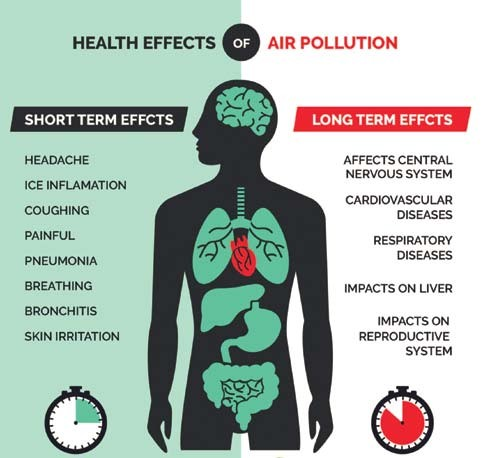 HEALTH EFFECTS OF AIR POLLUTION
SHORT TERM EFFCTS
HEADACHE
ICE INFLAMATION
COUGHING
PAINFUL
PNEUMONIA
BREATHING
BRONCHITIS
SKIN IRRITATION
LONG TERM EFFCTS
AFFECTS CENTRAL
NERVOUS SYSTEM
CARDIOVASCULAR
DISEASES
RESPIRATORY
DISEASES
IMPACTS ON LIVER
IMPACTS ON
REPRODUCTIVE
SYSTEM